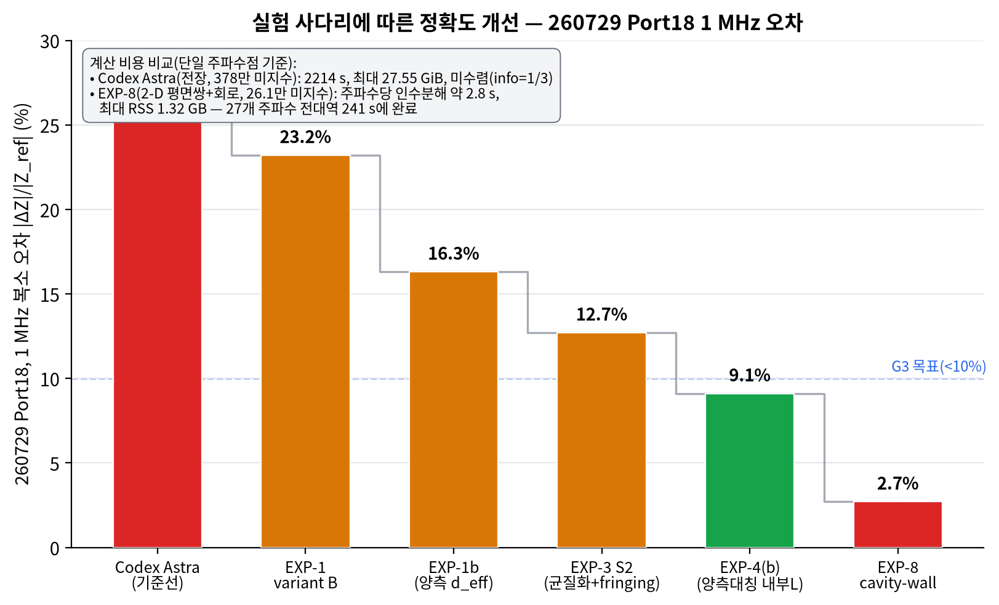 실험 사다리에 따른 정확도 개선 — 260729 Port18 1 MHz 오차
260729 Port18, 1 MHz 복소 오차 |ΔZ|/|Z_ref| (%)
30
25
20
15
10
5
0
계산 비용 비교(단일 주파수점 기준):
• Codex Astra(전장, 378만 미지수): 2214 s, 최대 27.55 GiB, 미수렴(info=1/3)
• EXP-8(2-D 평면쌍+회로, 26.1만 미지수): 주파수당 인수분해 약 2.8 s,
최대 RSS 1.32 GB — 27개 주파수 전대역 241 s에 완료
23.2%
16.3%
12.7%
9.1%
2.7%
G3 목표(<10%)
Codex Astra
(기준선)
EXP-1
variant B
EXP-1b
(양측 d_eff)
EXP-3 S2
(균질화+fringing)
EXP-4(b)
(양측대칭 내부L)
EXP-8
cavity-wall